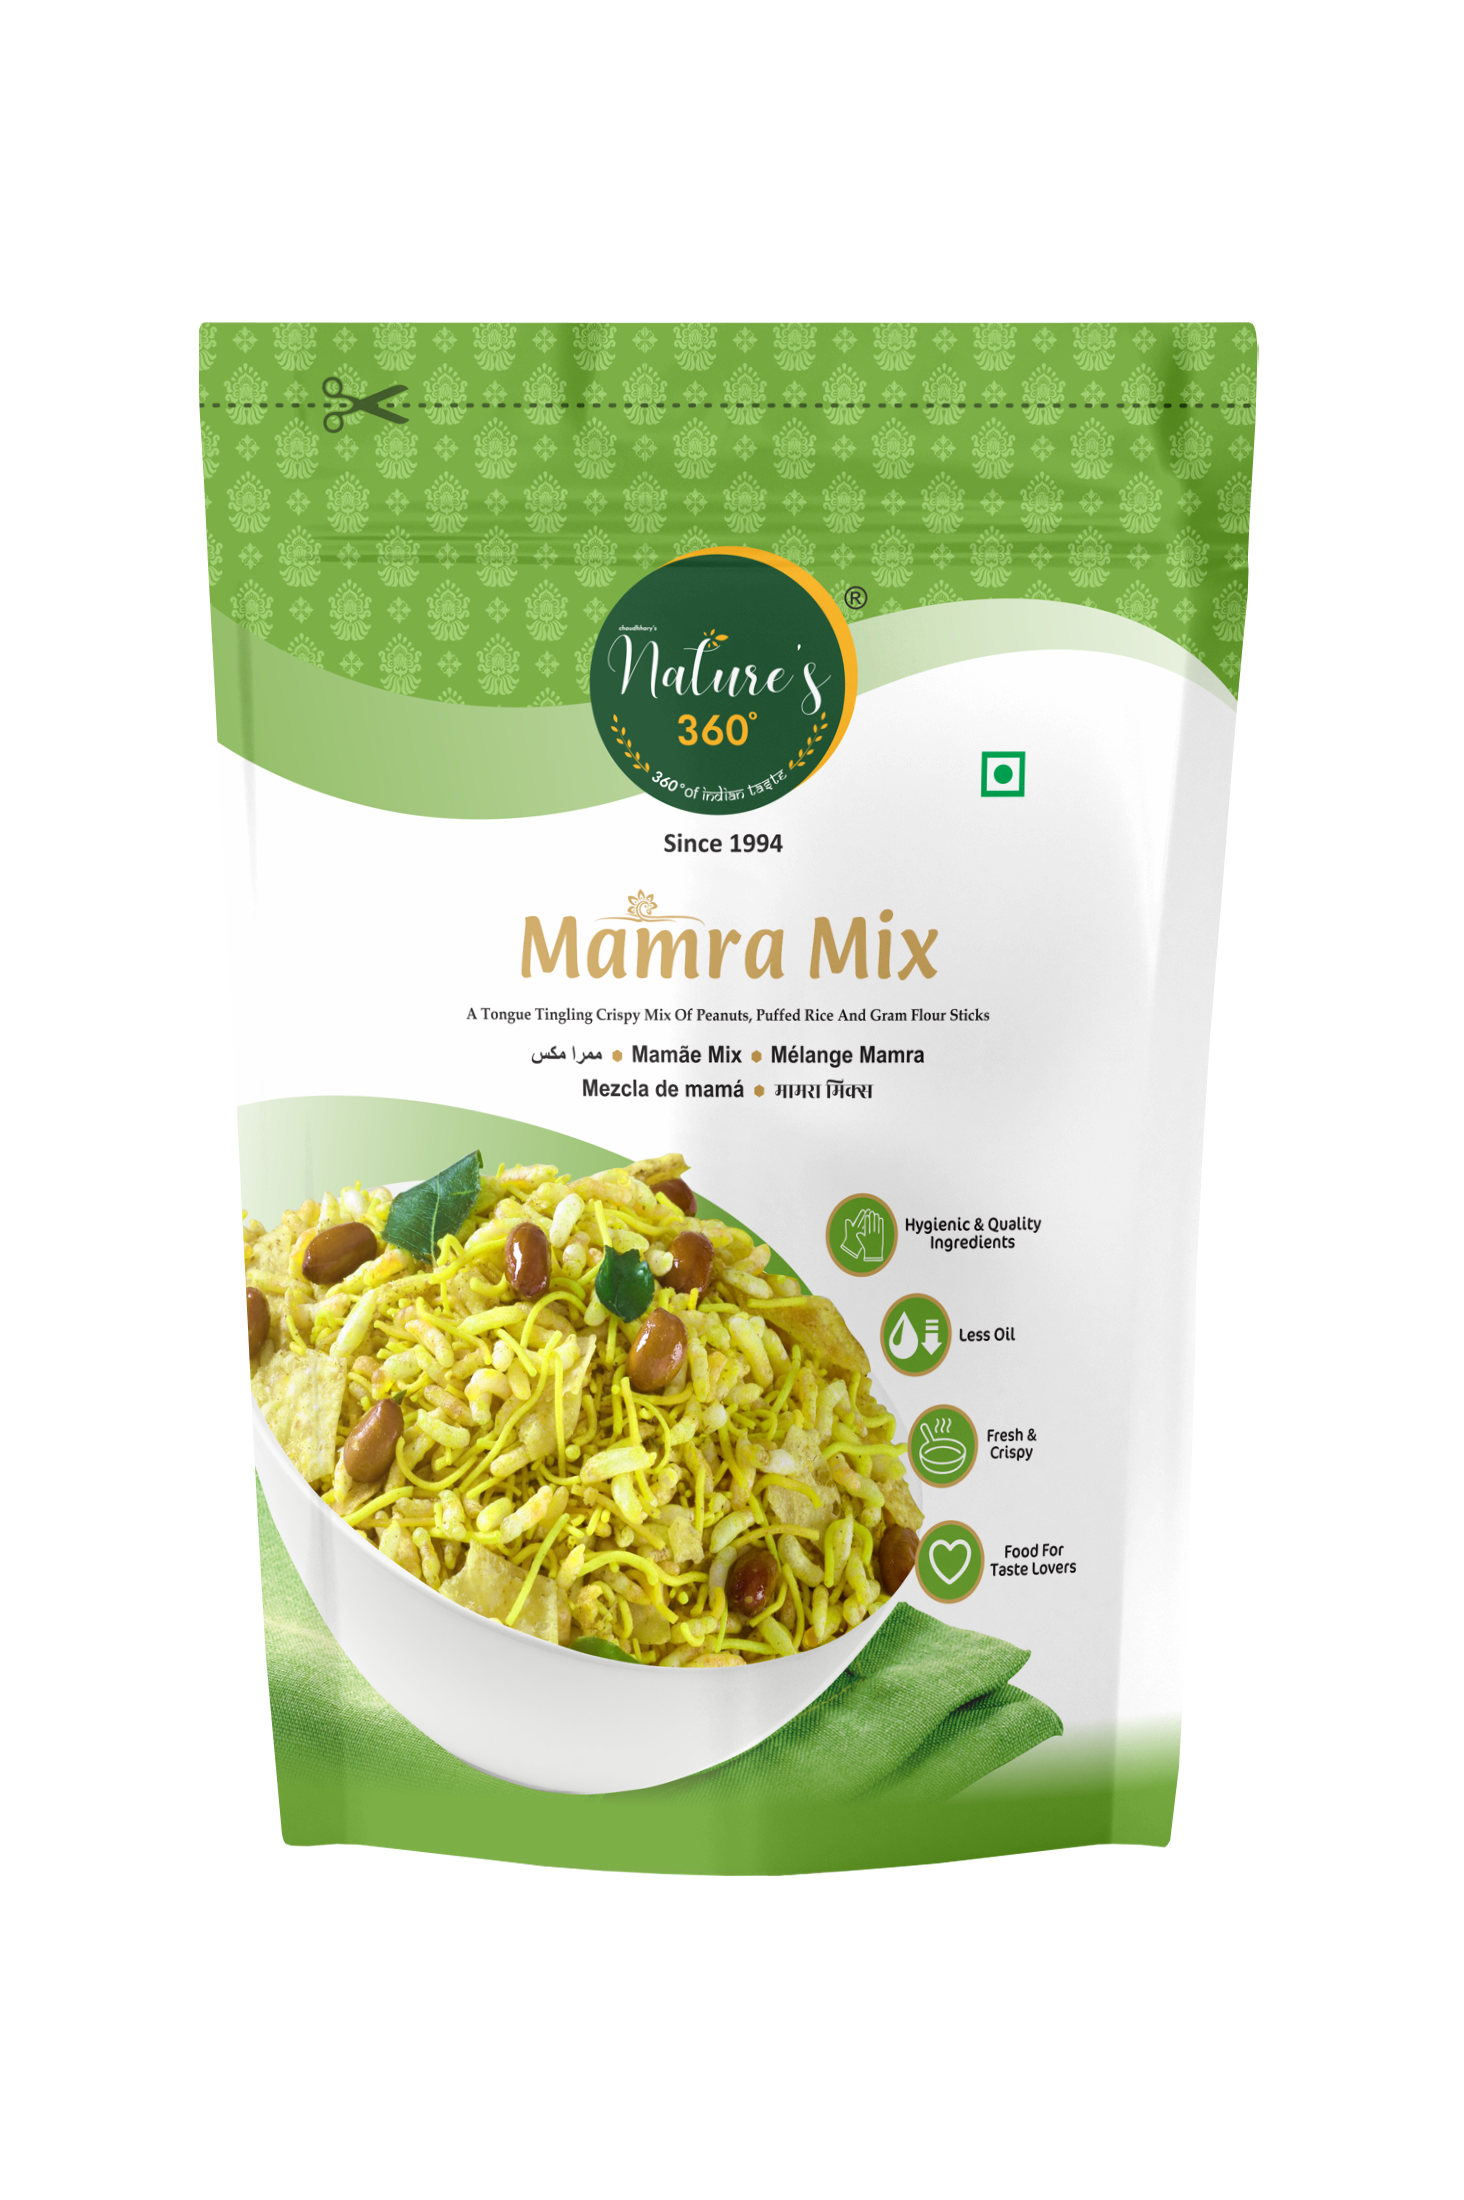 ®
chaudhhary's
Nature's
360°
360° of indian taste
Since 1994
Mamra Mix
A Tongue Tingling Crispy Mix Of Peanuts, Puffed Rice And Gram Flour Sticks
ممرا مکس • Mamãe Mix • Mélange Mamra
Mezcla de mamá • मामरा मिक्स
Hygienic & Quality
Ingredients
Less Oil
Fresh &
Crispy
Food For
Taste Lovers